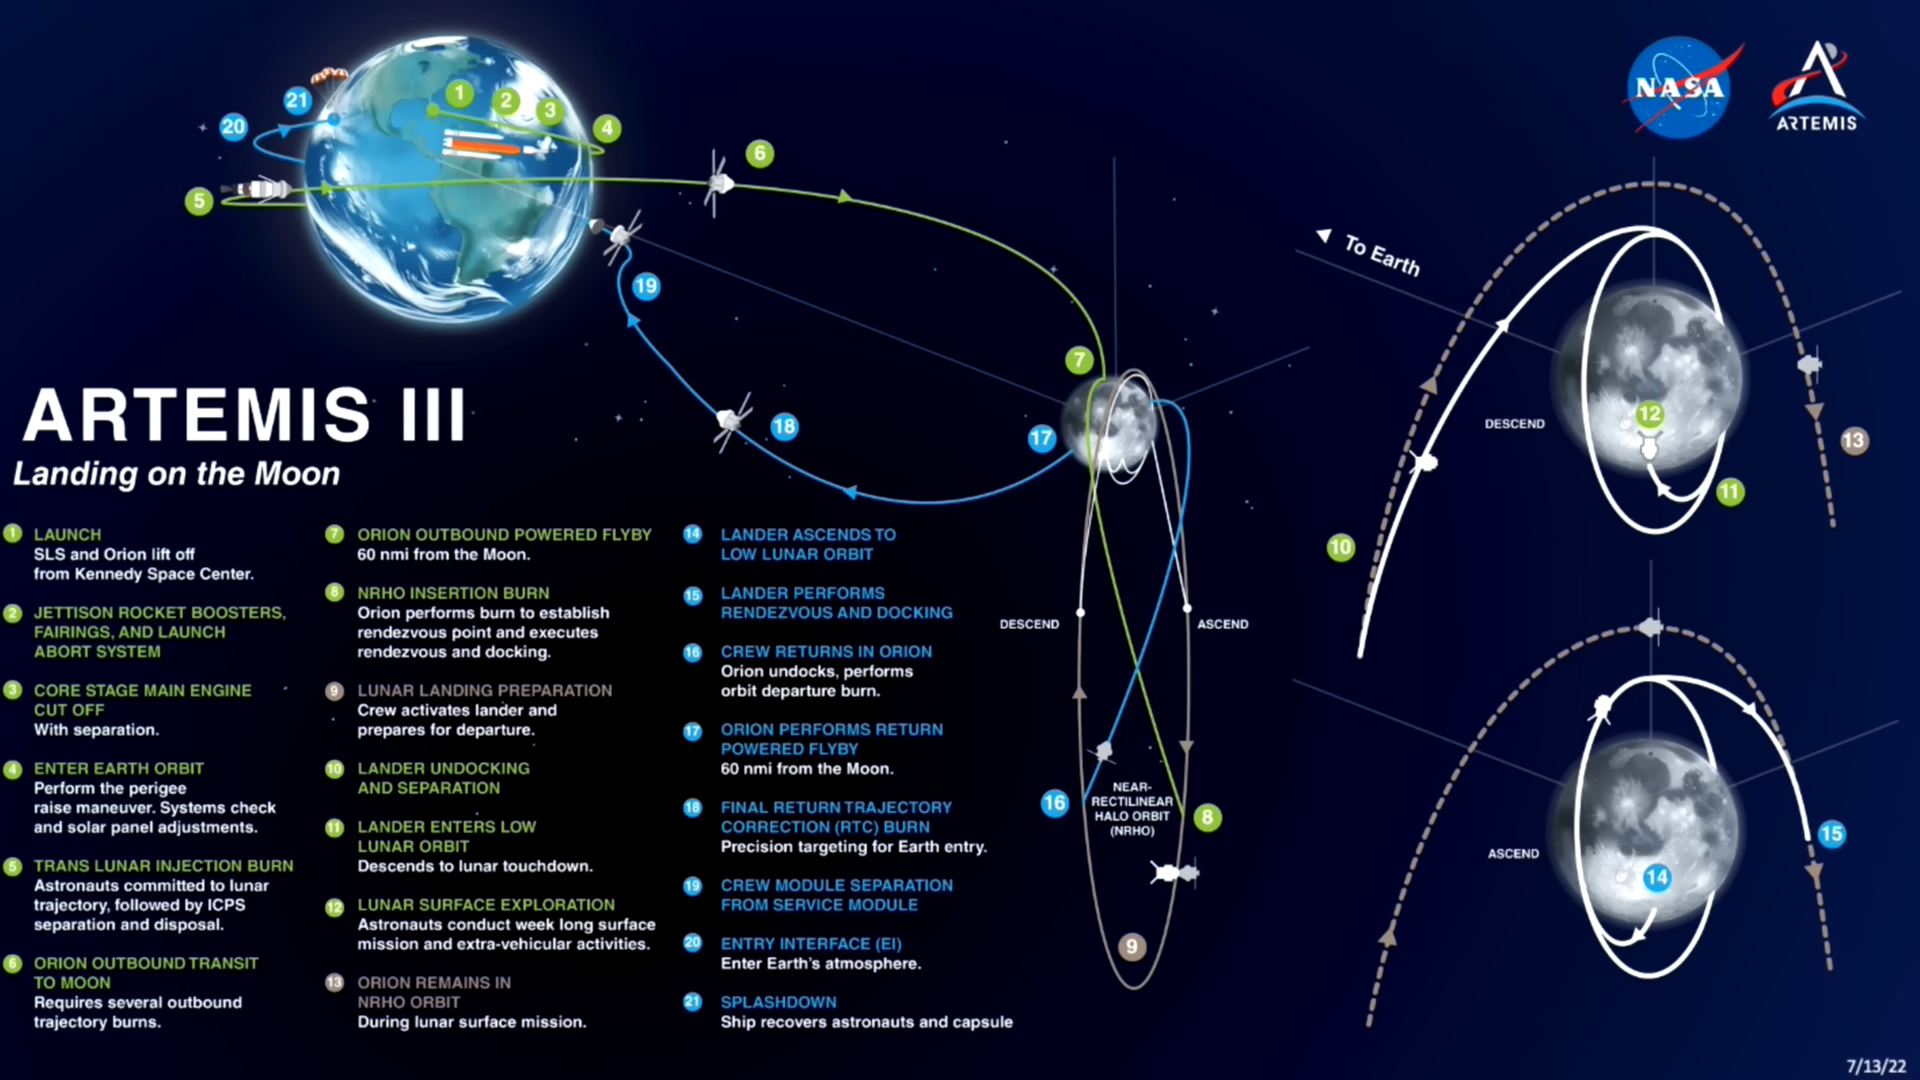 NASA
ARTEMIS
1
2
3
4
5
6
7
8
9
10
11
12
13
14
15
16
17
18
19
20
21
To Earth
DESCEND
ASCEND
DESCEND
ASCEND
NEAR-
RECTILINEAR
HALO ORBIT
(NRHO)
ARTEMIS III
Landing on the Moon
1 LAUNCH
SLS and Orion lift off
from Kennedy Space Center.
2 JETTISON ROCKET BOOSTERS,
FAIRINGS, AND LAUNCH
ABORT SYSTEM
3 CORE STAGE MAIN ENGINE
CUT OFF
With separation.
4 ENTER EARTH ORBIT
Perform the perigee
raise maneuver. Systems check
and solar panel adjustments.
5 TRANS LUNAR INJECTION BURN
Astronauts committed to lunar
trajectory, followed by ICPS
separation and disposal.
6 ORION OUTBOUND TRANSIT
TO MOON
Requires several outbound
trajectory burns.
7 ORION OUTBOUND POWERED FLYBY
60 nmi from the Moon.
8 NRHO INSERTION BURN
Orion performs burn to establish
rendezvous point and executes
rendezvous and docking.
9 LUNAR LANDING PREPARATION
Crew activates lander and
prepares for departure.
10 LANDER UNDOCKING
AND SEPARATION
11 LANDER ENTERS LOW
LUNAR ORBIT
Descends to lunar touchdown.
12 LUNAR SURFACE EXPLORATION
Astronauts conduct week long surface
mission and extra-vehicular activities.
13 ORION REMAINS IN
NRHO ORBIT
During lunar surface mission.
14 LANDER ASCENDS TO
LOW LUNAR ORBIT
15 LANDER PERFORMS
RENDEZVOUS AND DOCKING
16 CREW RETURNS IN ORION
Orion undocks, performs
orbit departure burn.
17 ORION PERFORMS RETURN
POWERED FLYBY
60 nmi from the Moon.
18 FINAL RETURN TRAJECTORY
CORRECTION (RTC) BURN
Precision targeting for Earth entry.
19 CREW MODULE SEPARATION
FROM SERVICE MODULE
20 ENTRY INTERFACE (EI)
Enter Earth's atmosphere.
21 SPLASHDOWN
Ship recovers astronauts and capsule
7/13/22